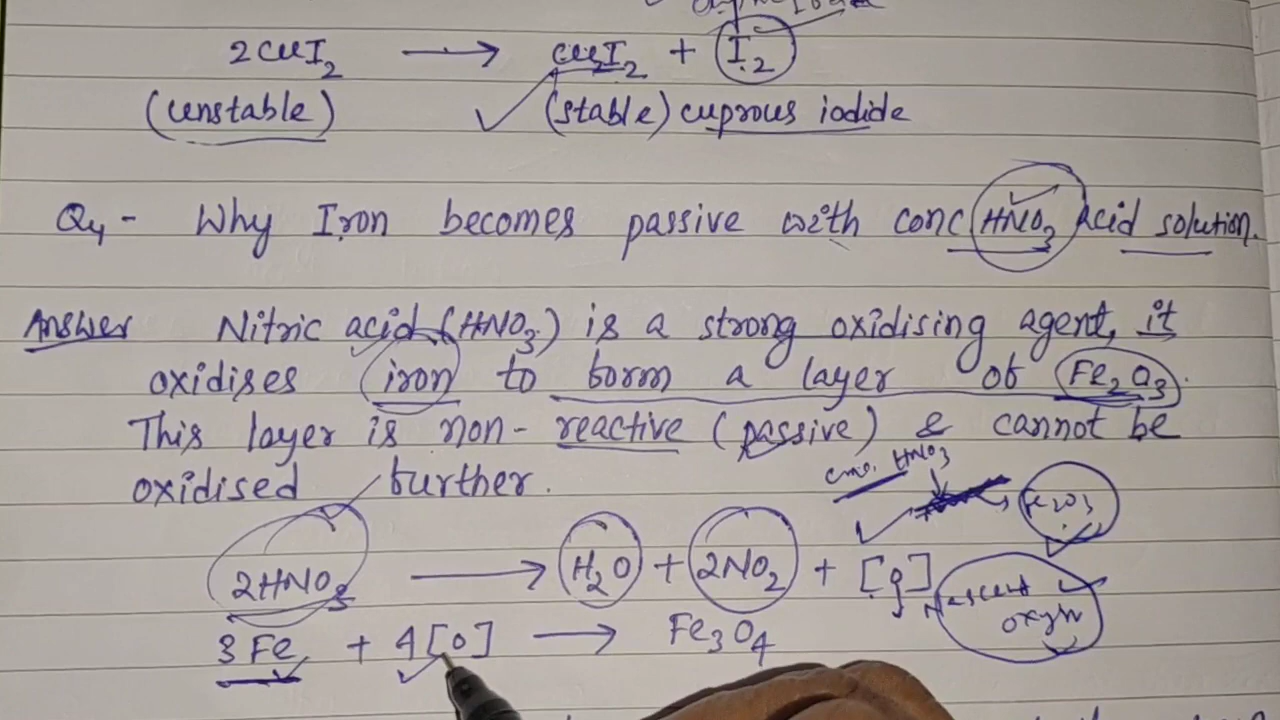 2CuI2 → Cu2I2 + I2
(unstable) (stable) cuprous iodide
Q4 - Why Iron becomes passive with conc HNO3 Acid solution.
Answer Nitric acid (HNO3) is a strong oxidising agent, it
oxidises iron to form a layer of Fe2O3.
This layer is non-reactive (passive) & cannot be
oxidised further.
conc. HNO3
Fe2O3
2HNO3 → H2O + 2NO2 + [O]
Nascent
oxygn
3Fe + 4[O] → Fe3O4